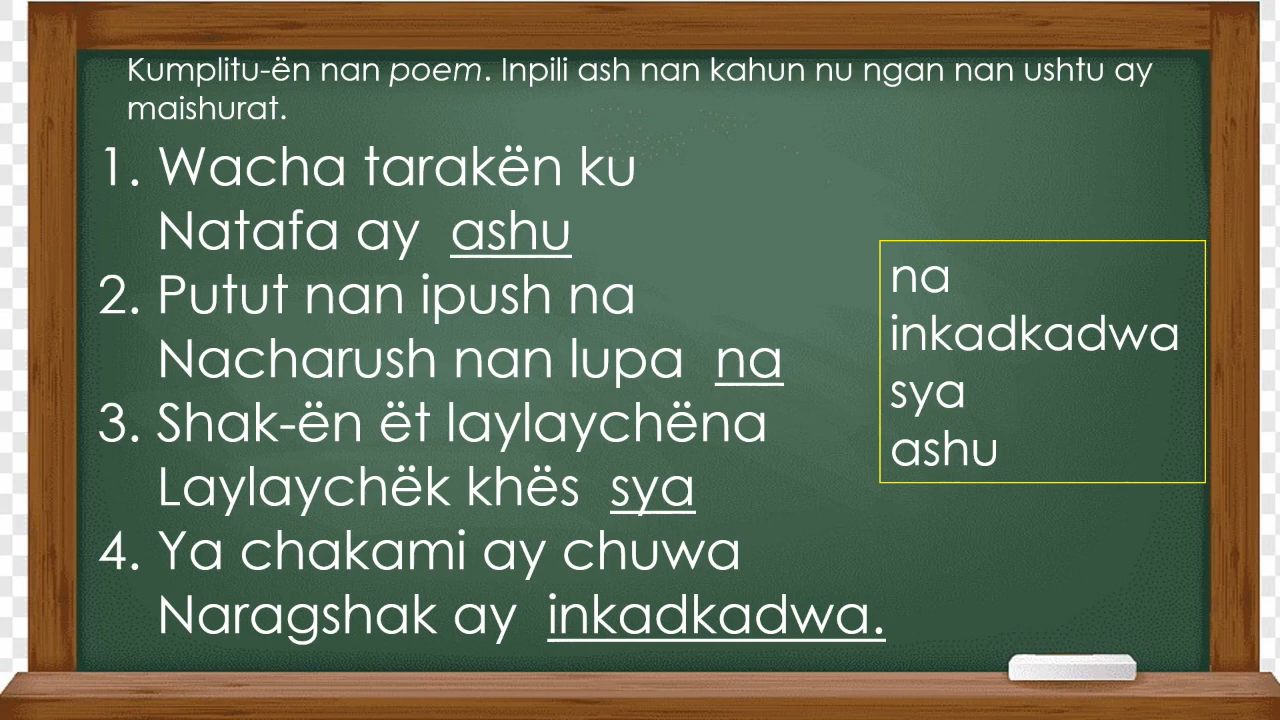 Kumplitu-ën nan poem. Inpili ash nan kahun nu ngan nan ushtu ay
maishurat.
1. Wacha tarakën ku
Natafa ay ashu
2. Putut nan ipush na
Nacharush nan lupa na
3. Shak-ën ët laylaychëna
Laylaychëk khës sya
4. Ya chakami ay chuwa
Naragshak ay inkadkadwa.
na
inkadkadwa
sya
ashu